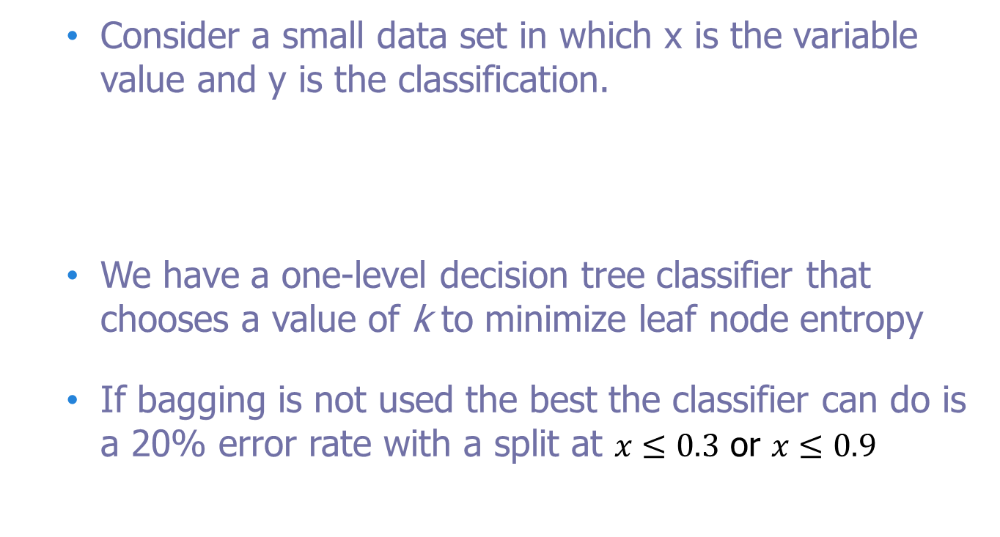 • Consider a small data set in which x is the variable
value and y is the classification.
• We have a one-level decision tree classifier that
chooses a value of k to minimize leaf node entropy
• If bagging is not used the best the classifier can do is
a 20% error rate with a split at x ≤ 0.3 or x ≤ 0.9